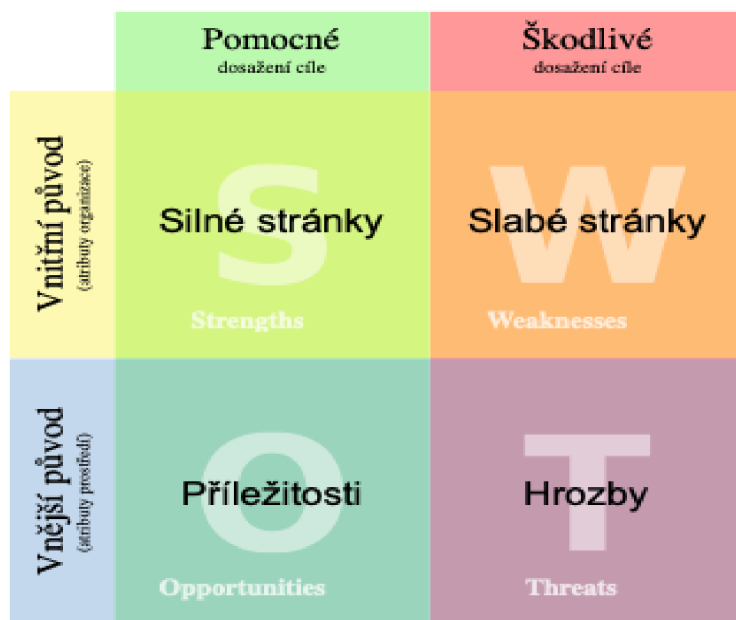 Pomocné
dosažení cíle
Škodlivé
dosažení cíle
Vnitřní původ
(atributy organizace)
S
Silné stránky
Strengths
W
Slabé stránky
Weaknesses
Vnější původ
(atributy prostředí)
O
Příležitosti
Opportunities
T
Hrozby
Threats